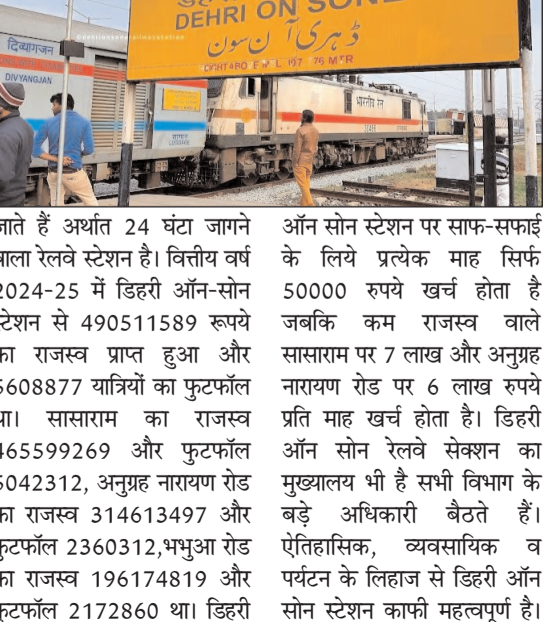 DEHRI ON SONE
ڈہری آن سون
दिव्यांगजन
DIVYANGJAN
LUGGAGE
भारतीय रेल
जाते हैं अर्थात 24 घंटा जागने
वाला रेलवे स्टेशन है। वित्तीय वर्ष
2024-25 में डिहरी ऑन-सोन
स्टेशन से 490511589 रूपये
का राजस्व प्राप्त हुआ और
5608877 यात्रियों का फुटफॉल
था। सासाराम का राजस्व
465599269 और फुटफॉल
5042312, अनुग्रह नारायण रोड
का राजस्व 314613497 और
फुटफॉल 2360312,भभुआ रोड
का राजस्व 196174819 और
फुटफॉल 2172860 था। डिहरी
ऑन सोन स्टेशन पर साफ-सफाई
के लिये प्रत्येक माह सिर्फ
50000 रुपये खर्च होता है
जबकि कम राजस्व वाले
सासाराम पर 7 लाख और अनुग्रह
नारायण रोड पर 6 लाख रुपये
प्रति माह खर्च होता है। डिहरी
ऑन सोन रेलवे सेक्शन का
मुख्यालय भी है सभी विभाग के
बड़े अधिकारी बैठते हैं।
ऐतिहासिक, व्यवसायिक व
पर्यटन के लिहाज से डिहरी ऑन
सोन स्टेशन काफी महत्वपूर्ण है।